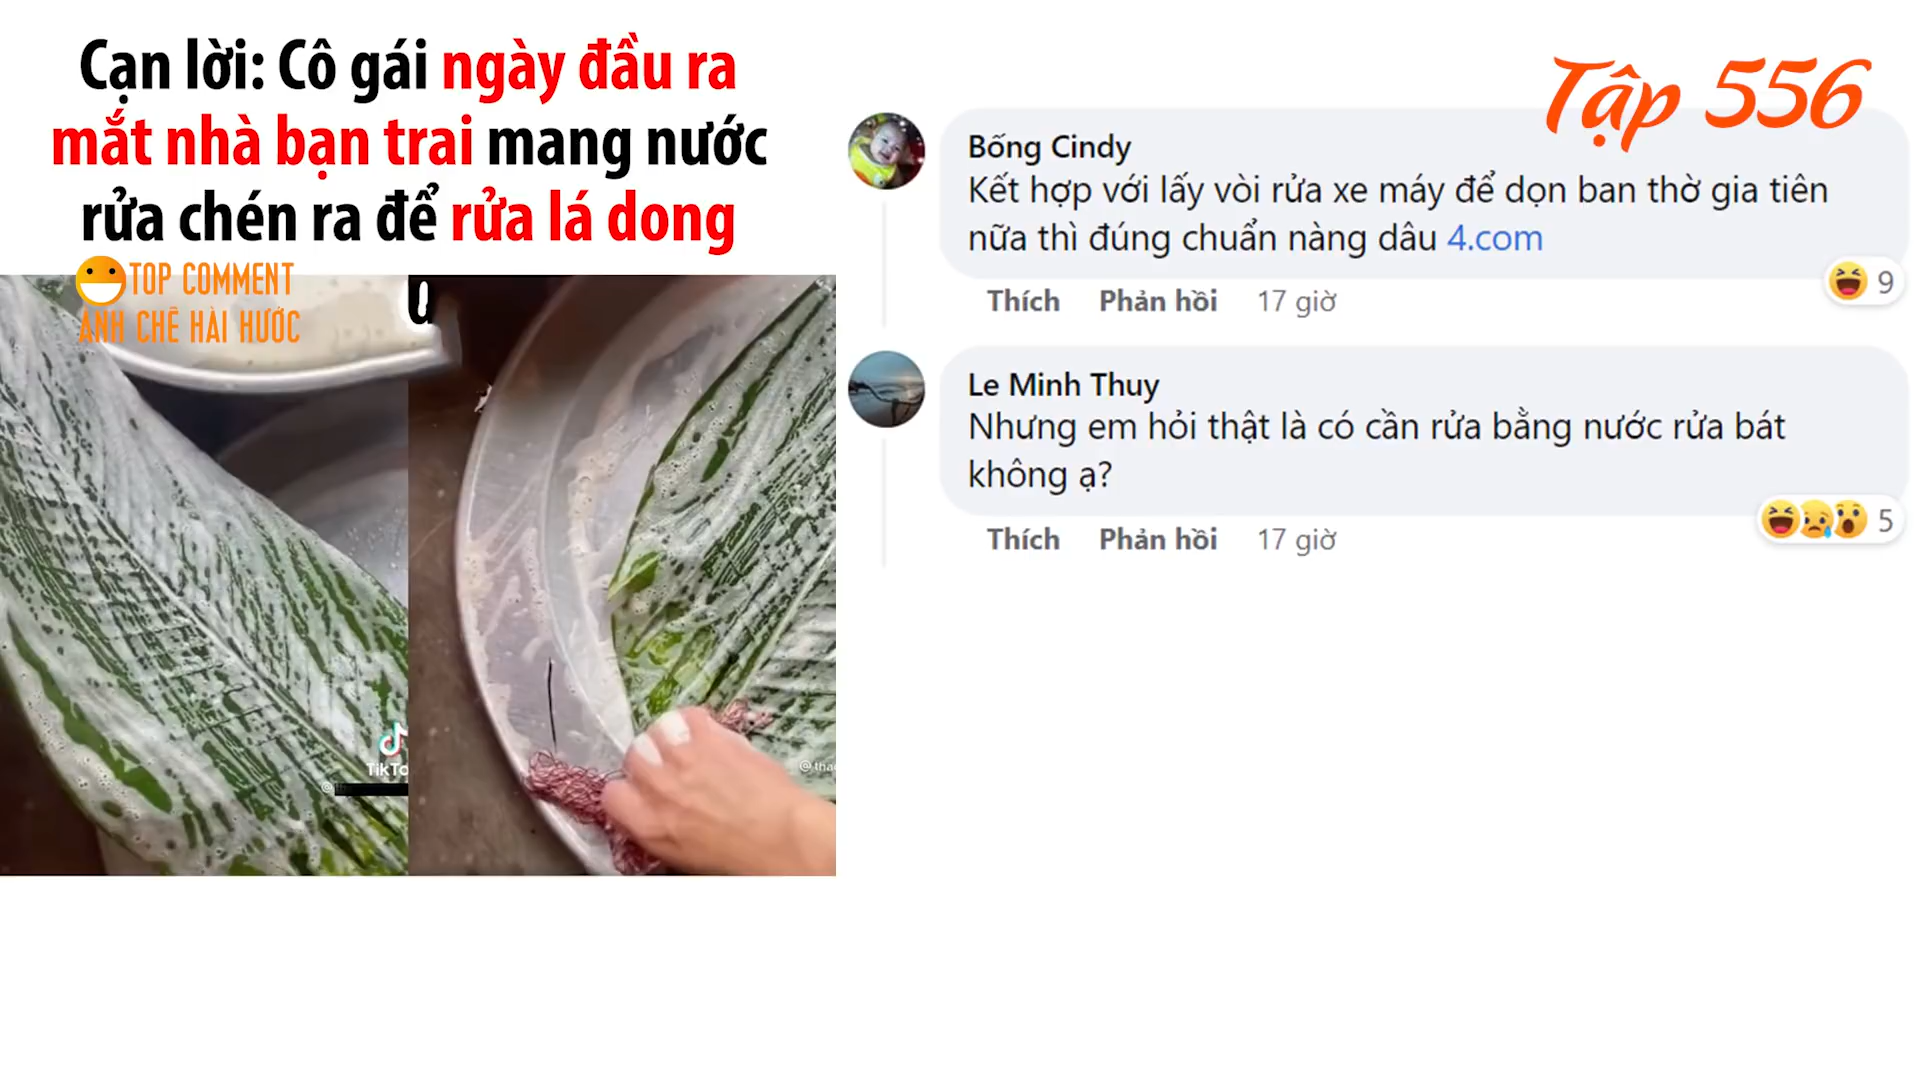 Cạn lời: Cô gái ngày đầu ra
mắt nhà bạn trai mang nước
rửa chén ra để rửa lá dong
TOP COMMENT
ẢNH CHẾ HÀI HƯỚC
TikTo
@tha
Tập 556
Bống Cindy
Kết hợp với lấy vòi rửa xe máy để dọn ban thờ gia tiên
nữa thì đúng chuẩn nàng dâu 4.com
9
Thích Phản hồi 17 giờ
Le Minh Thuy
Nhưng em hỏi thật là có cần rửa bằng nước rửa bát
không ạ?
5
Thích Phản hồi 17 giờ